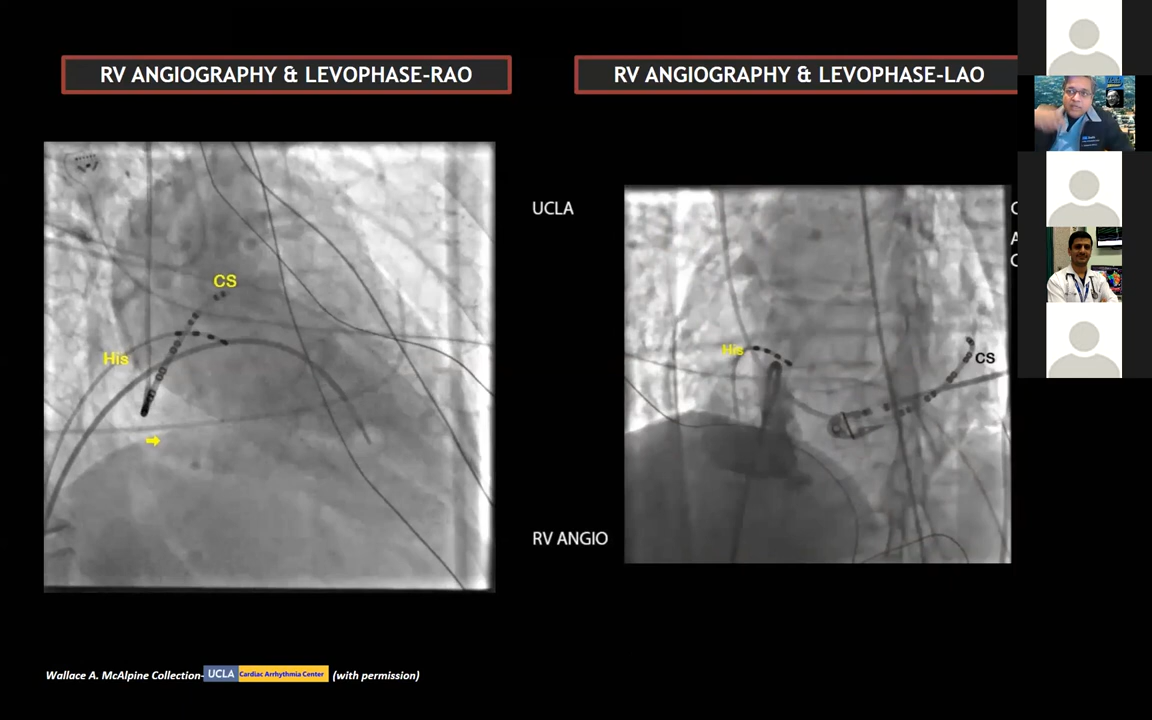 RV ANGIOGRAPHY & LEVOPHASE-RAO
RV ANGIOGRAPHY & LEVOPHASE-LAO
UCLA
CS
His
His
CS
RV ANGIO
Wallace A. McAlpine Collection- UCLA Cardiac Arrhythmia Center (with permission)